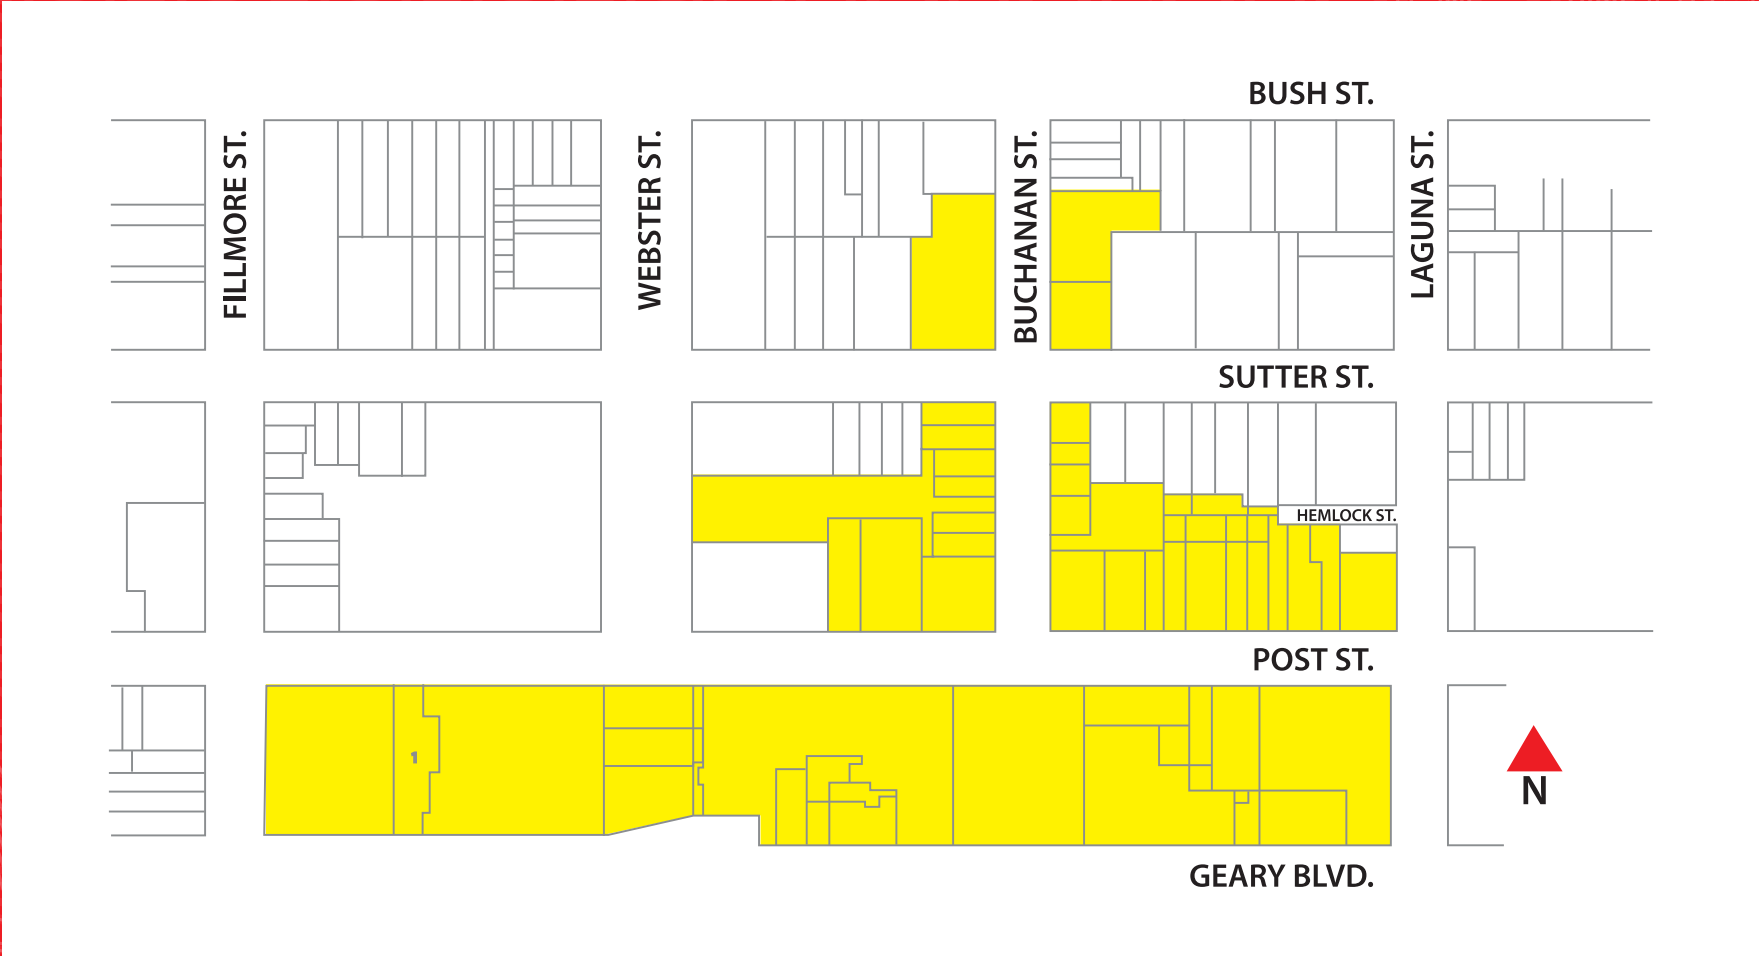 BUSH ST.
FILLMORE ST.
WEBSTER ST.
BUCHANAN ST.
LAGUNA ST.
SUTTER ST.
HEMLOCK ST.
POST ST.
1
N
GEARY BLVD.